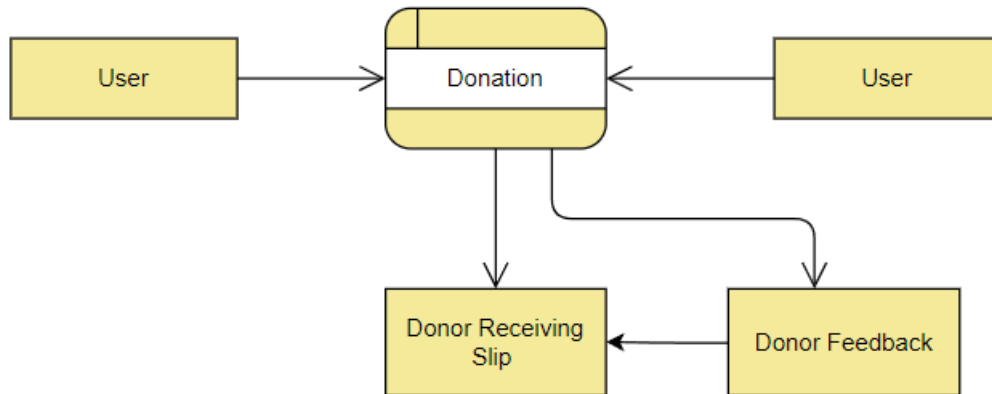 User
Donation
User
Donor Receiving
Slip
Donor Feedback